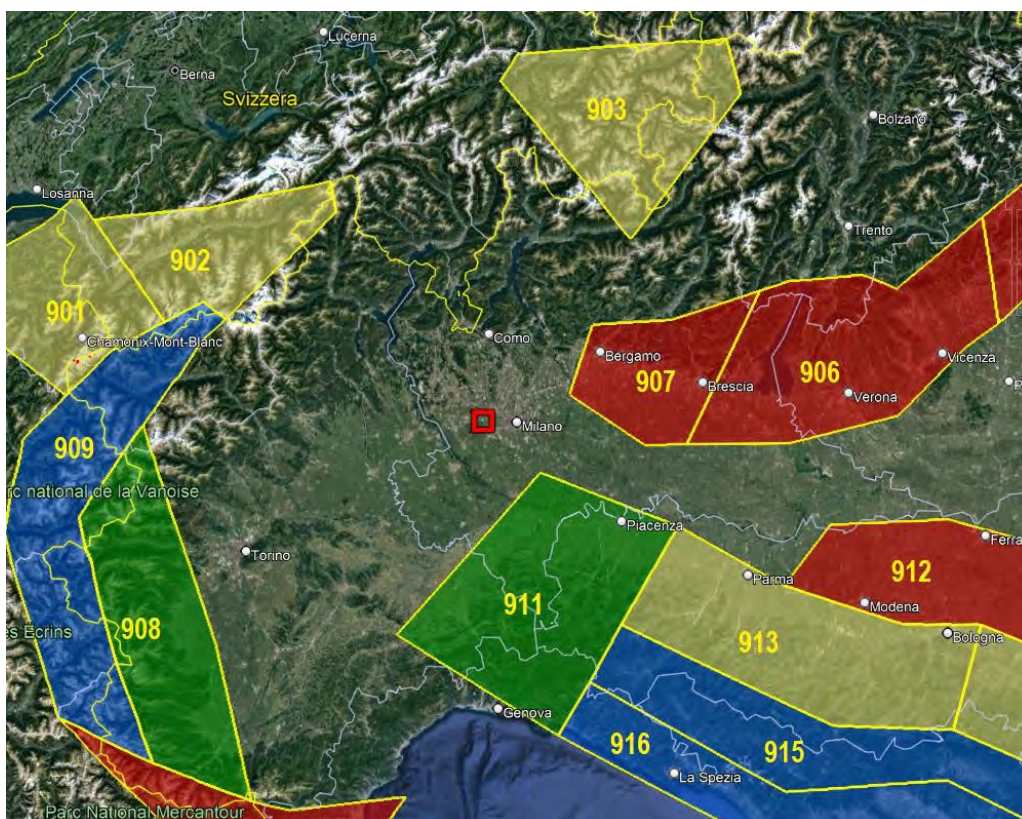 Lucerna
Berna
Svizzera
903
Bolzano
Losanna
902
Trento
901
Chamonix-Mont-Blanc
Como
Bergamo
907
Brescia
906
Vicenza
Verona
P
Milano
909
rc national de la Vanoise
Piacenza
Torino
Ferra
912
Parma
911
Modena
es Ecrins
908
913
Bologna
Genova
916
915
La Spezia
Parc National Mercantour